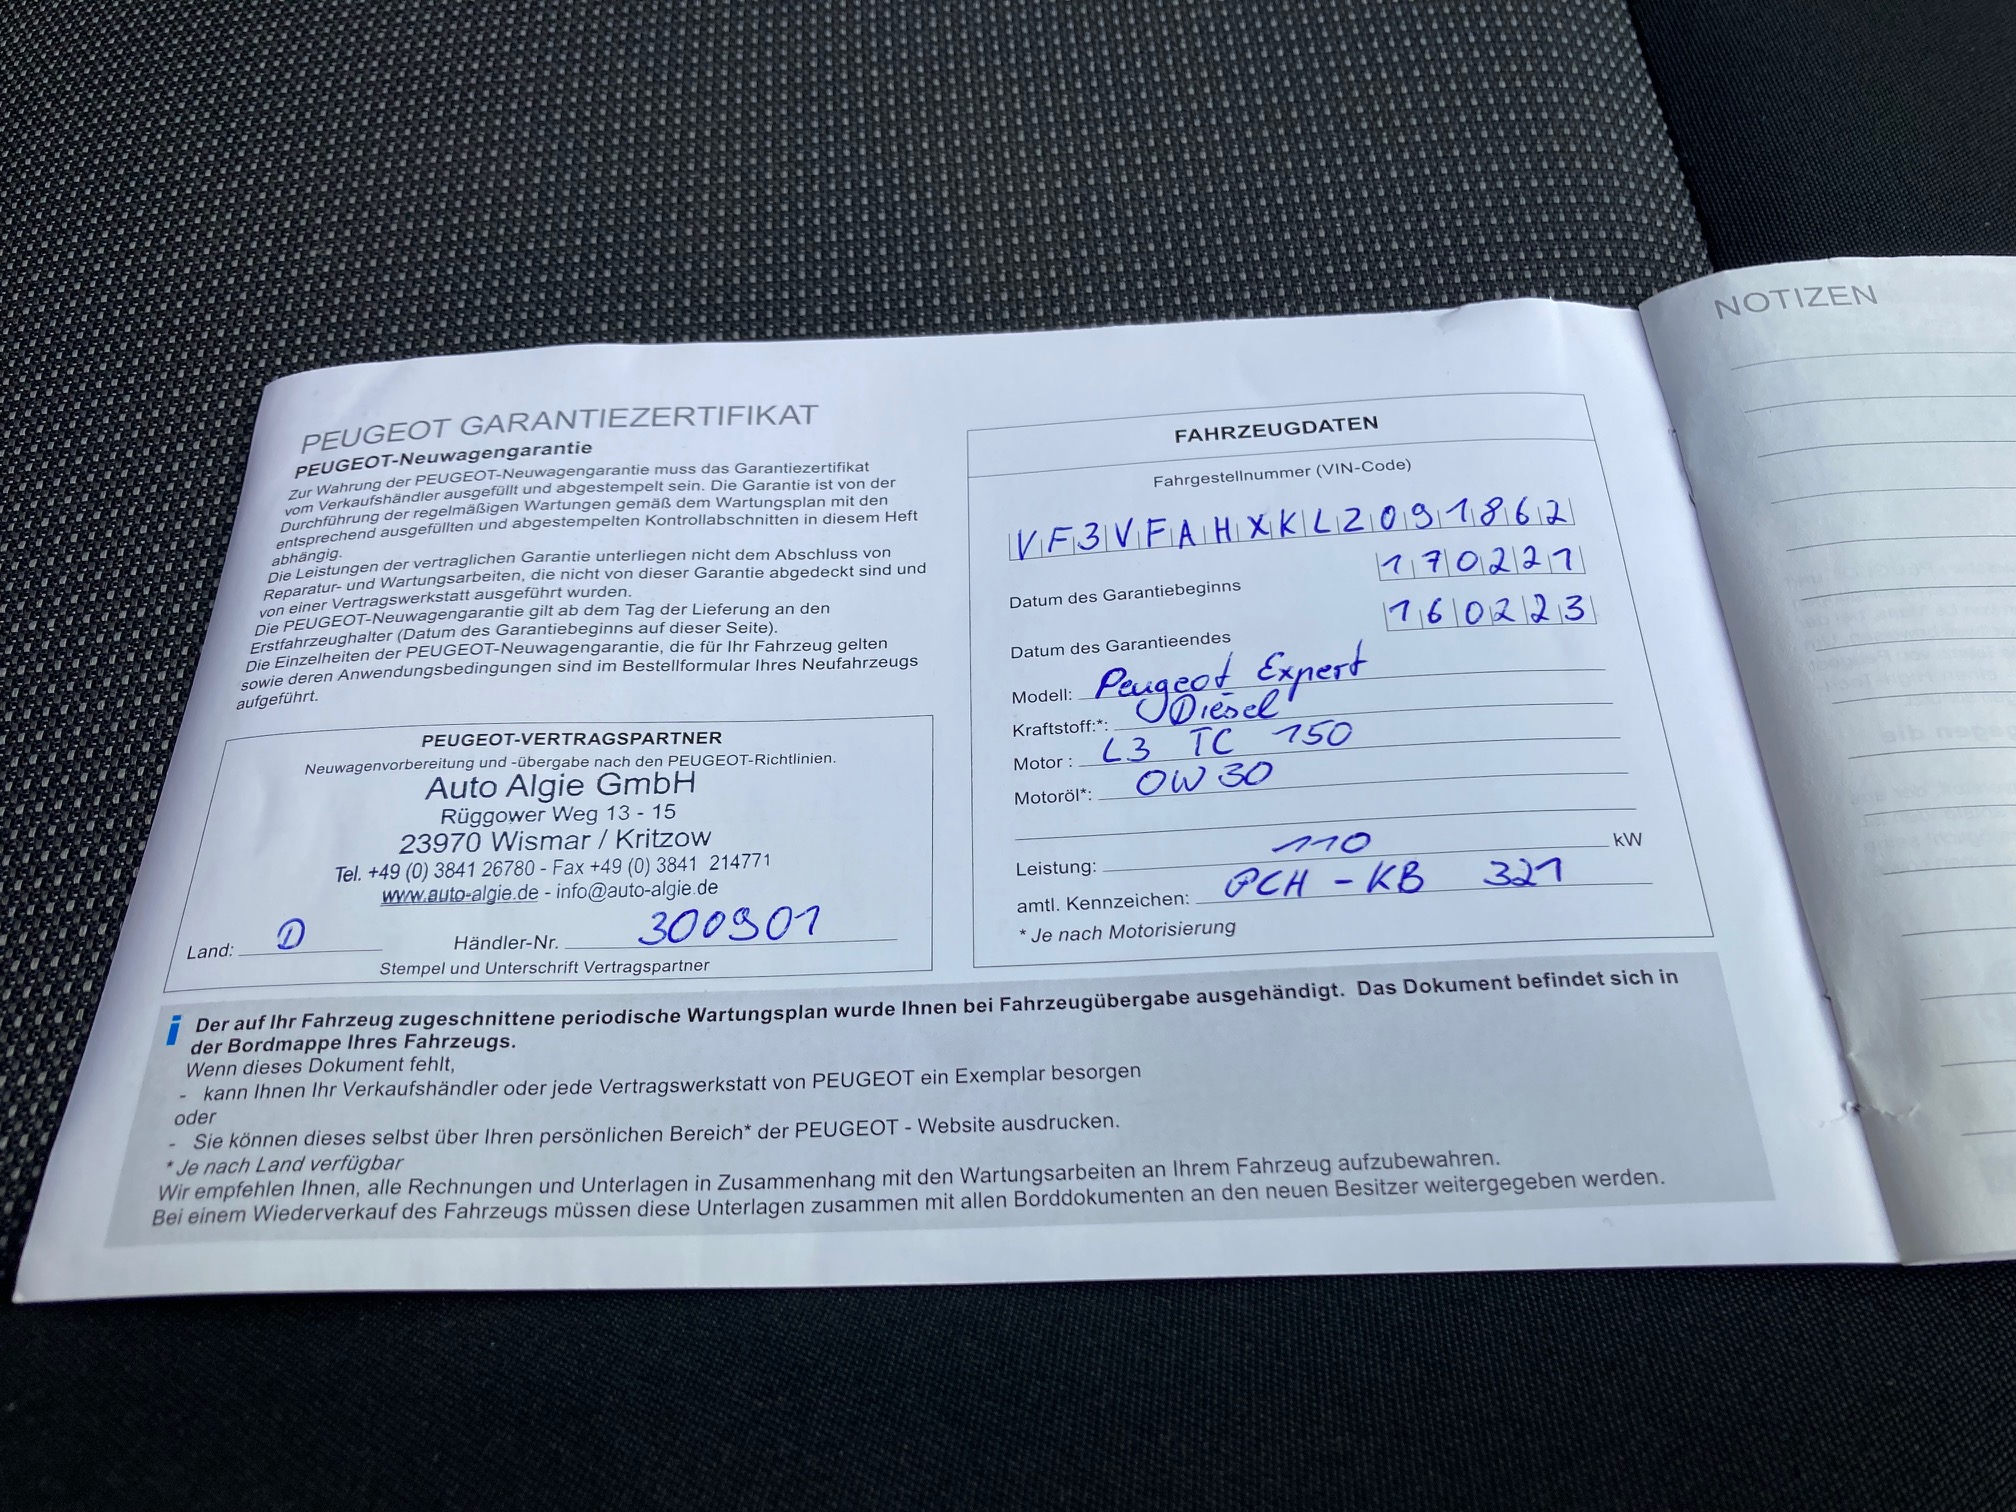 PEUGEOT GARANTIEZERTIFIKAT
PEUGEOT-Neuwagengarantie
Zur Wahrung der PEUGEOT-Neuwagengarantie muss das Garantiezertifikat
vom Verkaufshändler ausgefüllt und abgestempelt sein. Die Garantie ist von der
Durchführung der regelmäßigen Wartungen gemäß dem Wartungsplan mit den
entsprechend ausgefüllten und abgestempelten Kontrollabschnitten in diesem Heft
abhängig.
Die Leistungen der vertraglichen Garantie unterliegen nicht dem Abschluss von
Reparatur- und Wartungsarbeiten, die nicht von dieser Garantie abgedeckt sind und
von einer Vertragswerkstatt ausgeführt wurden.
Die PEUGEOT-Neuwagengarantie gilt ab dem Tag der Lieferung an den
Erstfahrzeughalter (Datum des Garantiebeginns auf dieser Seite).
Die Einzelheiten der PEUGEOT-Neuwagengarantie, die für Ihr Fahrzeug gelten
sowie deren Anwendungsbedingungen sind im Bestellformular Ihres Neufahrzeugs
aufgeführt.
PEUGEOT-VERTRAGSPARTNER
Neuwagenvorbereitung und -übergabe nach den PEUGEOT-Richtlinien.
Auto Algie GmbH
Rüggower Weg 13 - 15
23970 Wismar / Kritzow
Tel. +49 (0) 3841 26780 - Fax +49 (0) 3841 214771
www.auto-algie.de - info@auto-algie.de
Land: D Händler-Nr. 300901
Stempel und Unterschrift Vertragspartner
FAHRZEUGDATEN
Fahrgestellnummer (VIN-Code)
VF3VFAHXKLZ091862
Datum des Garantiebeginns 170221
Datum des Garantieendes 160223
Modell: Peugeot Expert
Kraftstoff:*: Diesel
Motor : L3 TC 150
Motoröl*: 0W30
Leistung: 110 kW
amtl. Kennzeichen: PCH - KB 321
* Je nach Motorisierung
i Der auf Ihr Fahrzeug zugeschnittene periodische Wartungsplan wurde Ihnen bei Fahrzeugübergabe ausgehändigt. Das Dokument befindet sich in
der Bordmappe Ihres Fahrzeugs.
Wenn dieses Dokument fehlt,
- kann Ihnen Ihr Verkaufshändler oder jede Vertragswerkstatt von PEUGEOT ein Exemplar besorgen
oder
- Sie können dieses selbst über Ihren persönlichen Bereich* der PEUGEOT - Website ausdrucken.
* Je nach Land verfügbar
Wir empfehlen Ihnen, alle Rechnungen und Unterlagen in Zusammenhang mit den Wartungsarbeiten an Ihrem Fahrzeug aufzubewahren.
Bei einem Wiederverkauf des Fahrzeugs müssen diese Unterlagen zusammen mit allen Borddokumenten an den neuen Besitzer weitergegeben werden.
NOTIZEN